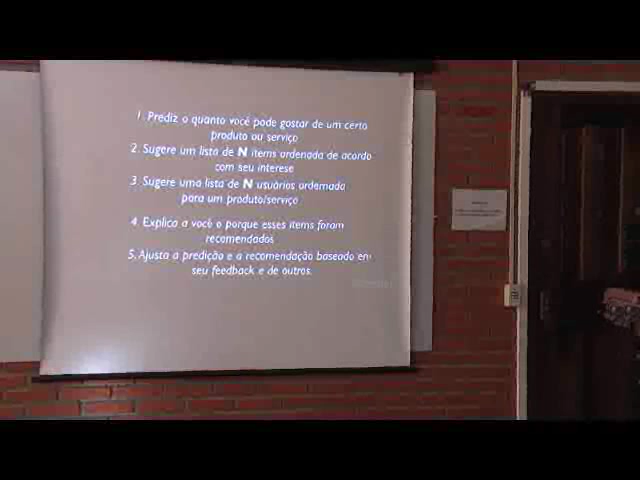 1. Prediz o quanto você pode gostar de um certo
produto ou serviço
2. Sugere um lista de N items ordenada de acordo
com seu interese
3. Sugere uma lista de N usuários ordemada
para um produto/serviço
4. Explica a você o porque esses items foram
recomendados
5. Ajusta a predição e a recomendação baseado em
seu feedback e de outros.